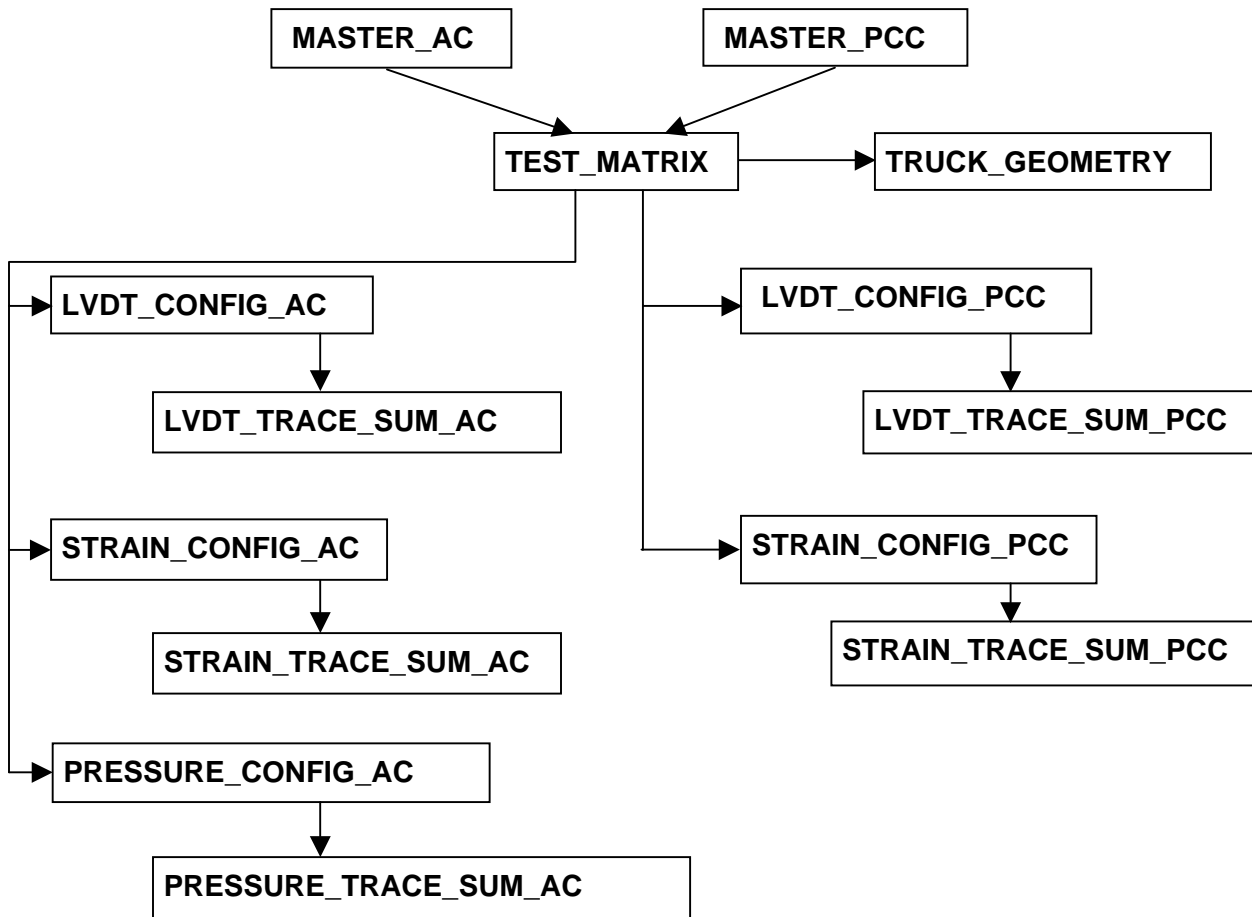 MASTER_AC
MASTER_PCC
TEST_MATRIX
TRUCK_GEOMETRY
LVDT_CONFIG_AC
LVDT_CONFIG_PCC
LVDT_TRACE_SUM_AC
LVDT_TRACE_SUM_PCC
STRAIN_CONFIG_AC
STRAIN_CONFIG_PCC
STRAIN_TRACE_SUM_AC
STRAIN_TRACE_SUM_PCC
PRESSURE_CONFIG_AC
PRESSURE_TRACE_SUM_AC